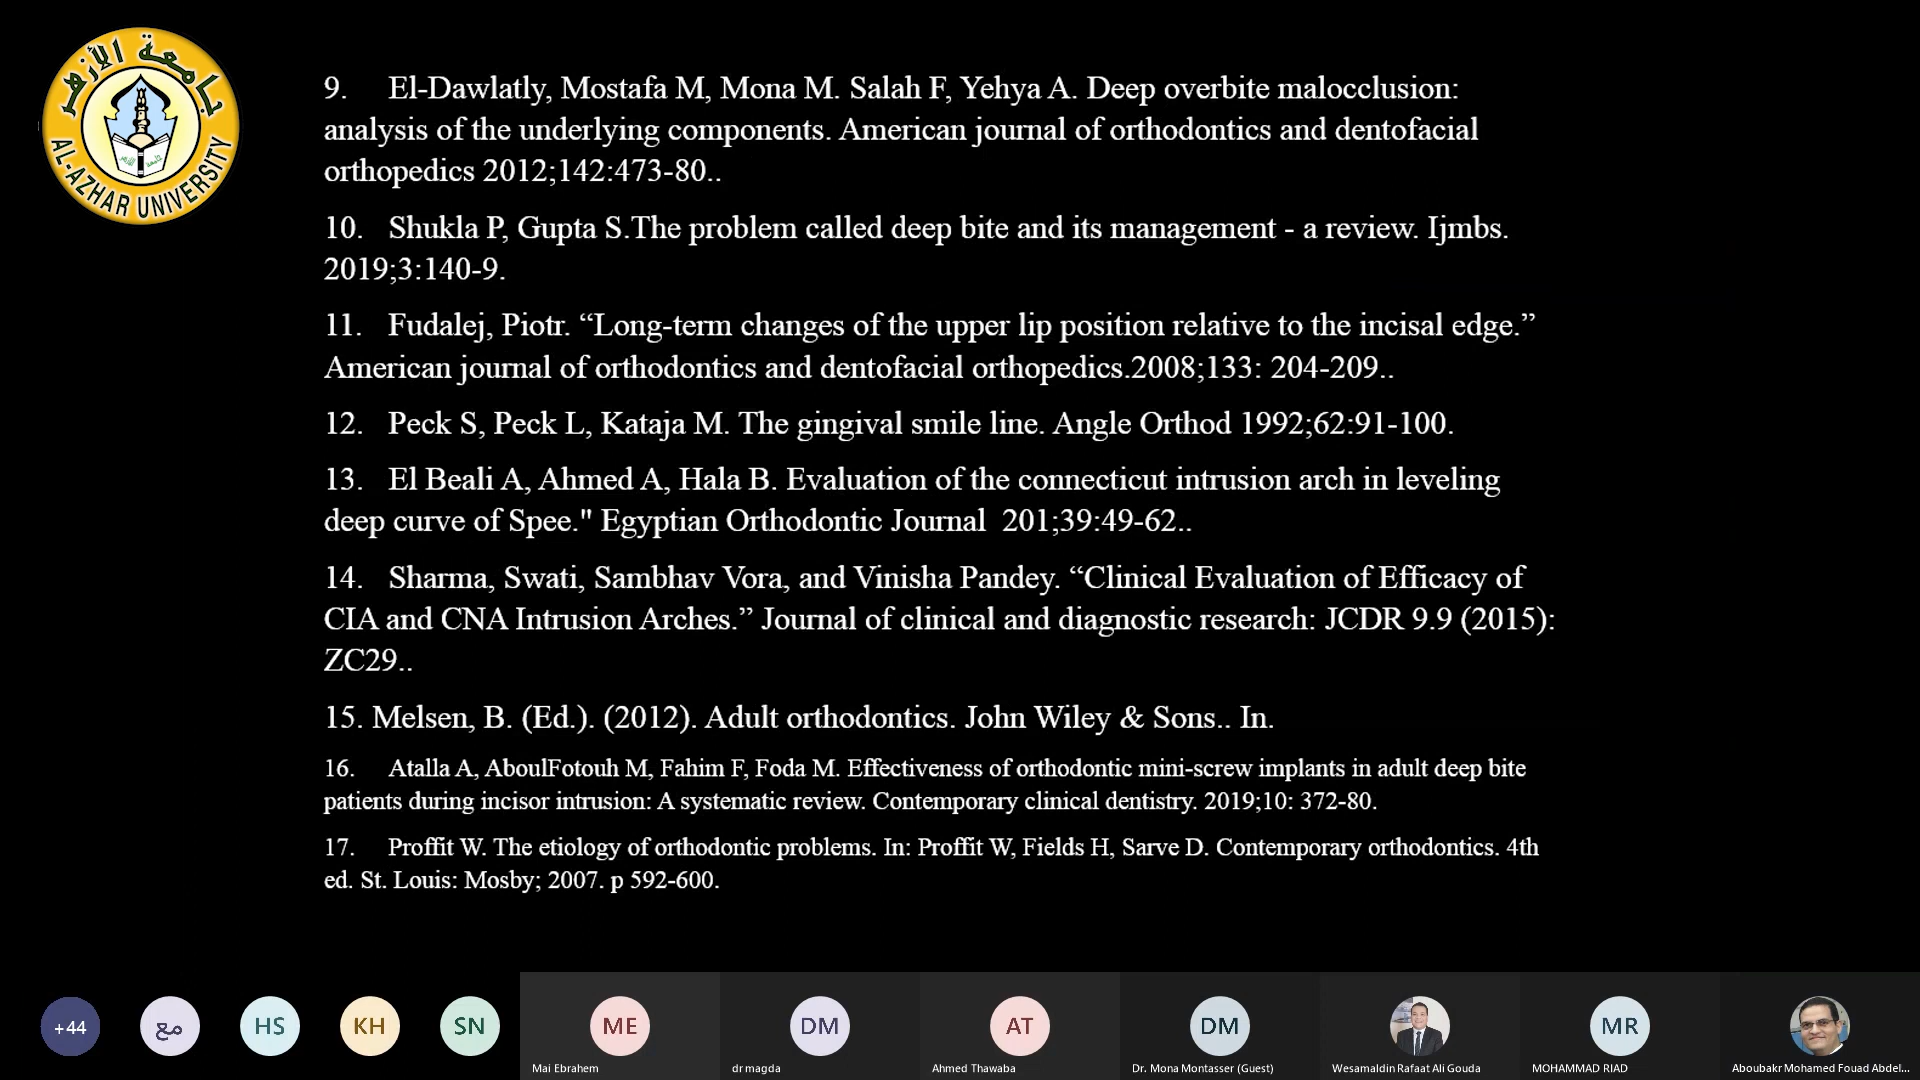 جامعة الأزهر
AL-AZHAR UNIVERSITY
9. El-Dawlatly, Mostafa M, Mona M. Salah F, Yehya A. Deep overbite malocclusion:
analysis of the underlying components. American journal of orthodontics and dentofacial
orthopedics 2012;142:473-80..
10. Shukla P, Gupta S.The problem called deep bite and its management - a review. Ijmbs.
2019;3:140-9.
11. Fudalej, Piotr. “Long-term changes of the upper lip position relative to the incisal edge.”
American journal of orthodontics and dentofacial orthopedics.2008;133: 204-209..
12. Peck S, Peck L, Kataja M. The gingival smile line. Angle Orthod 1992;62:91-100.
13. El Beali A, Ahmed A, Hala B. Evaluation of the connecticut intrusion arch in leveling
deep curve of Spee." Egyptian Orthodontic Journal 201;39:49-62..
14. Sharma, Swati, Sambhav Vora, and Vinisha Pandey. “Clinical Evaluation of Efficacy of
CIA and CNA Intrusion Arches.” Journal of clinical and diagnostic research: JCDR 9.9 (2015):
ZC29..
15. Melsen, B. (Ed.). (2012). Adult orthodontics. John Wiley & Sons.. In.
16. Atalla A, AboulFotouh M, Fahim F, Foda M. Effectiveness of orthodontic mini-screw implants in adult deep bite
patients during incisor intrusion: A systematic review. Contemporary clinical dentistry. 2019;10: 372-80.
17. Proffit W. The etiology of orthodontic problems. In: Proffit W, Fields H, Sarve D. Contemporary orthodontics. 4th
ed. St. Louis: Mosby; 2007. p 592-600.
+44 مع HS KH SN ME DM AT DM MR
Mai Ebrahem dr magda Ahmed Thawaba Dr. Mona Montasser (Guest) Wesamaldin Rafaat Ali Gouda MOHAMMAD RIAD Aboubakr Mohamed Fouad Abdel...